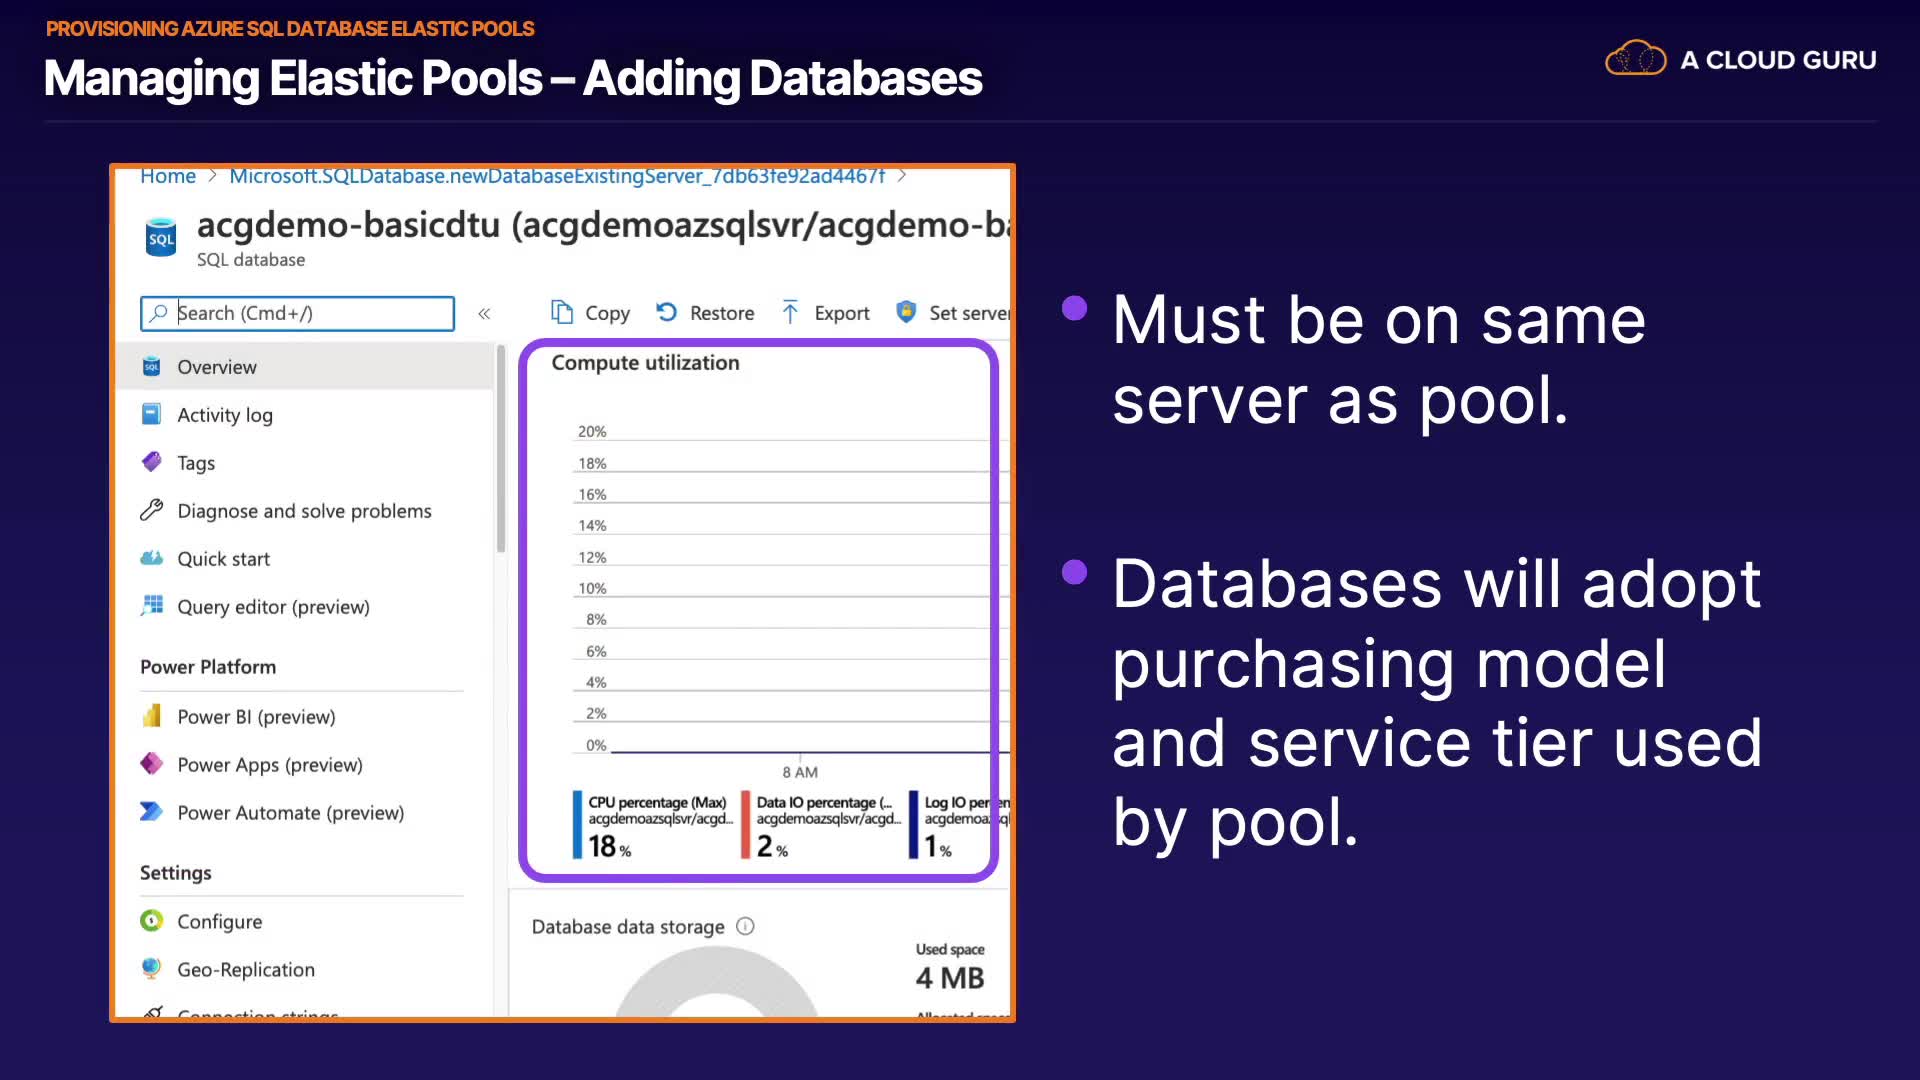 PROVISIONING AZURE SQL DATABASE ELASTIC POOLS
Managing Elastic Pools – Adding Databases
A CLOUD GURU
Home > Microsoft.SQLDatabase.newDatabaseExistingServer_7db63fe92ad4467f >
SQL
acgdemo-basicdtu (acgdemoazsqlsvr/acgdemo-ba
SQL database
Search (Cmd+/)
«
Copy
Restore
Export
Set server
Overview
Activity log
Tags
Diagnose and solve problems
Quick start
Query editor (preview)
Power Platform
Power BI (preview)
Power Apps (preview)
Power Automate (preview)
Settings
Configure
Geo-Replication
Connection strings
Compute utilization
20%
18%
16%
14%
12%
10%
8%
6%
4%
2%
0%
8 AM
CPU percentage (Max)
acgdemoazsqlsvr/acgd...
18 %
Data IO percentage (...
acgdemoazsqlsvr/acgd...
2 %
Log IO percen
acgdemoazsql
1 %
Database data storage
Used space
4 MB
• Must be on same
server as pool.
• Databases will adopt
purchasing model
and service tier used
by pool.